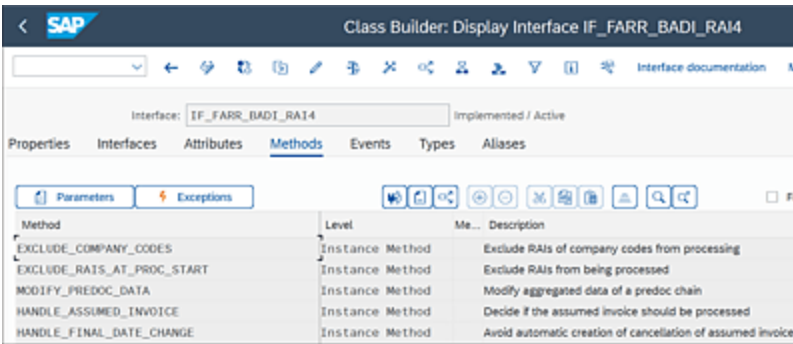 SAP Class Builder: Display Interface IF_FARR_BADI_RAI4
Interface documentation
Interface: IF_FARR_BADI_RAI4 Implemented / Active
Properties Interfaces Attributes Methods Events Types Aliases
Parameters Exceptions
Method Level Me... Description
EXCLUDE_COMPANY_CODES Instance Method Exclude RAIs of company codes from processing
EXCLUDE_RAIS_AT_PROC_START Instance Method Exclude RAIs from being processed
MODIFY_PREDOC_DATA Instance Method Modify aggregated data of a predoc chain
HANDLE_ASSUMED_INVOICE Instance Method Decide if the assumed invoice should be processed
HANDLE_FINAL_DATE_CHANGE Instance Method Avoid automatic creation of cancellation of assumed invoice